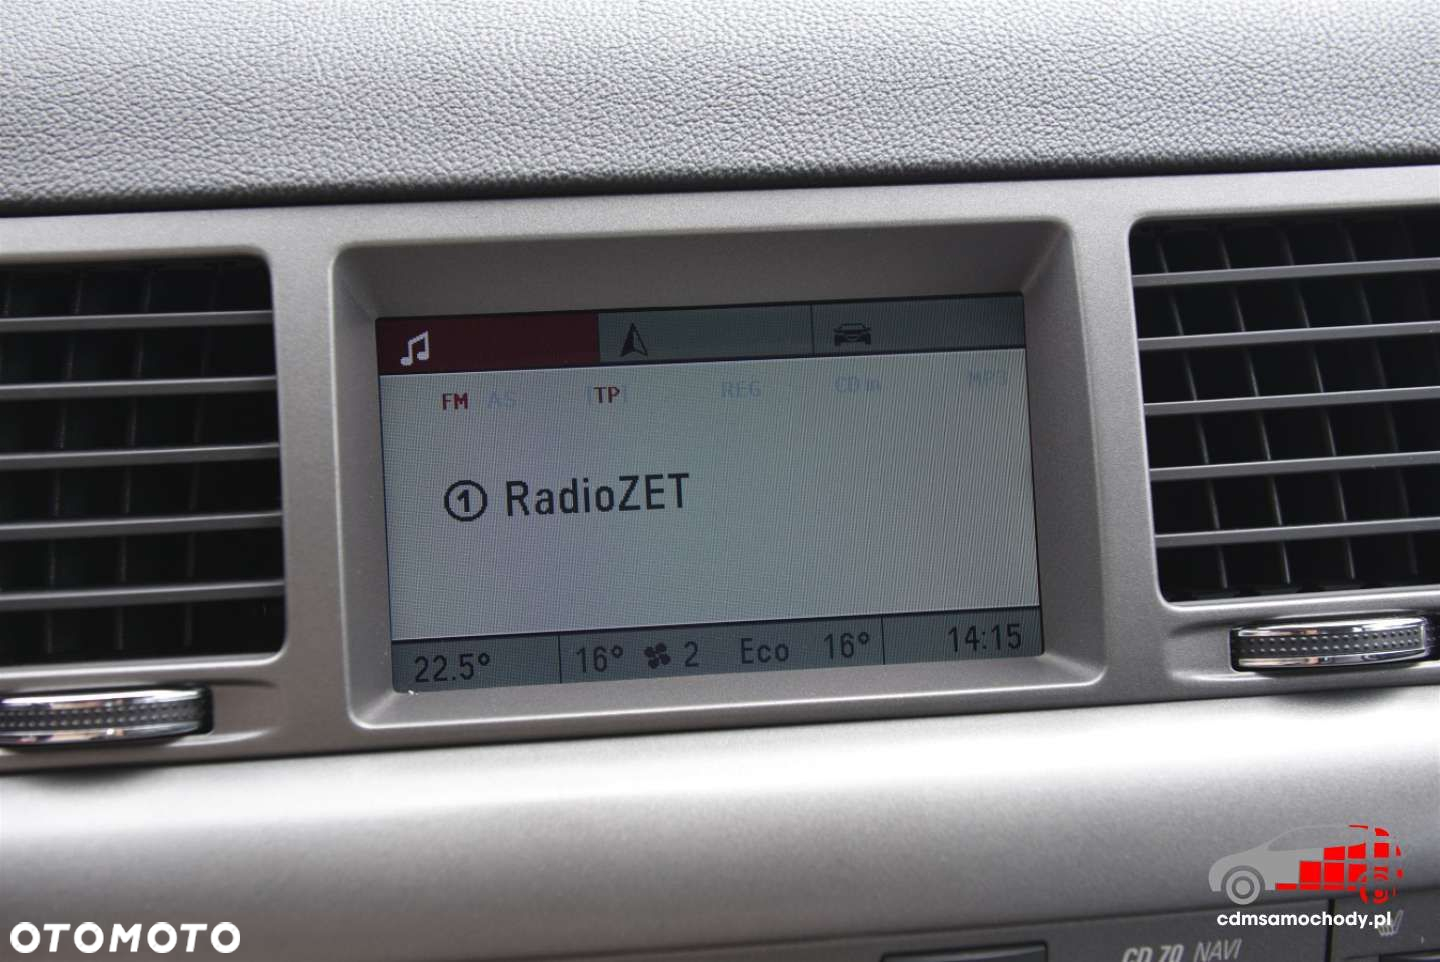 FM AS [TP] REG CD in MP3
1 RadioZET
22.5° 16° 2 Eco 16° 14:15
cdmsamochody.pl
OTOMOTO
CD 70 NAVI